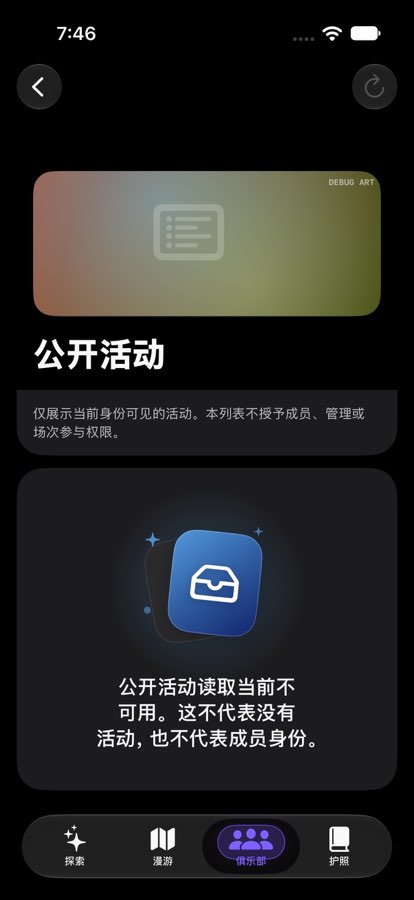 7:46
DEBUG ART
公开活动
仅展示当前身份可见的活动。本列表不授予成员、管理或
场次参与权限。
公开活动读取当前不
可用。这不代表没有
活动，也不代表成员身份。
探索
漫游
俱乐部
护照